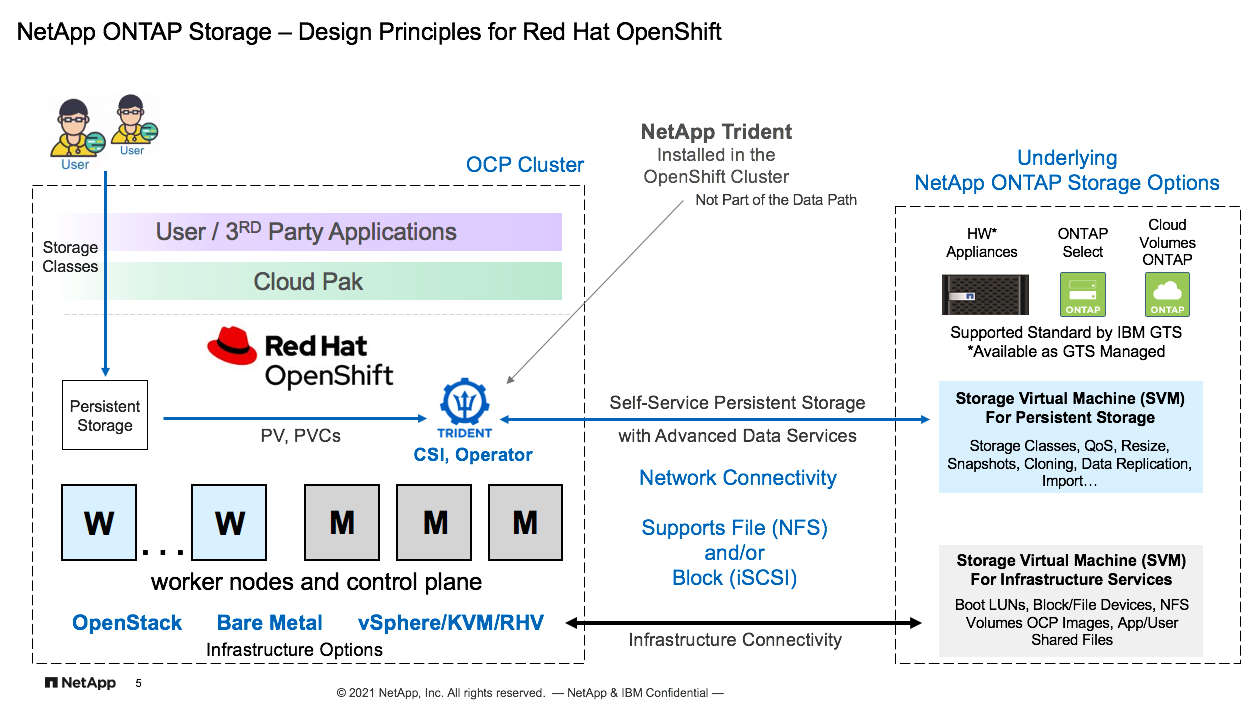 NetApp ONTAP Storage – Design Principles for Red Hat OpenShift
User
User
OCP Cluster
NetApp Trident
Installed in the
OpenShift Cluster
Not Part of the Data Path
Underlying
NetApp ONTAP Storage Options
Storage
Classes
User / 3RD Party Applications
Cloud Pak
HW*
Appliances
ONTAP
Select
Cloud
Volumes
ONTAP
ONTAP
ONTAP
Supported Standard by IBM GTS
*Available as GTS Managed
Red Hat
OpenShift
Persistent
Storage
PV, PVCs
TRIDENT
CSI, Operator
Self-Service Persistent Storage
with Advanced Data Services
Network Connectivity
Supports File (NFS)
and/or
Block (iSCSI)
Storage Virtual Machine (SVM)
For Persistent Storage
Storage Classes, QoS, Resize,
Snapshots, Cloning, Data Replication,
Import…
W
. . .
W
M
M
M
worker nodes and control plane
OpenStack
Bare Metal
vSphere/KVM/RHV
Infrastructure Options
Infrastructure Connectivity
Storage Virtual Machine (SVM)
For Infrastructure Services
Boot LUNs, Block/File Devices, NFS
Volumes OCP Images, App/User
Shared Files
NetApp
5
© 2021 NetApp, Inc. All rights reserved. — NetApp & IBM Confidential —